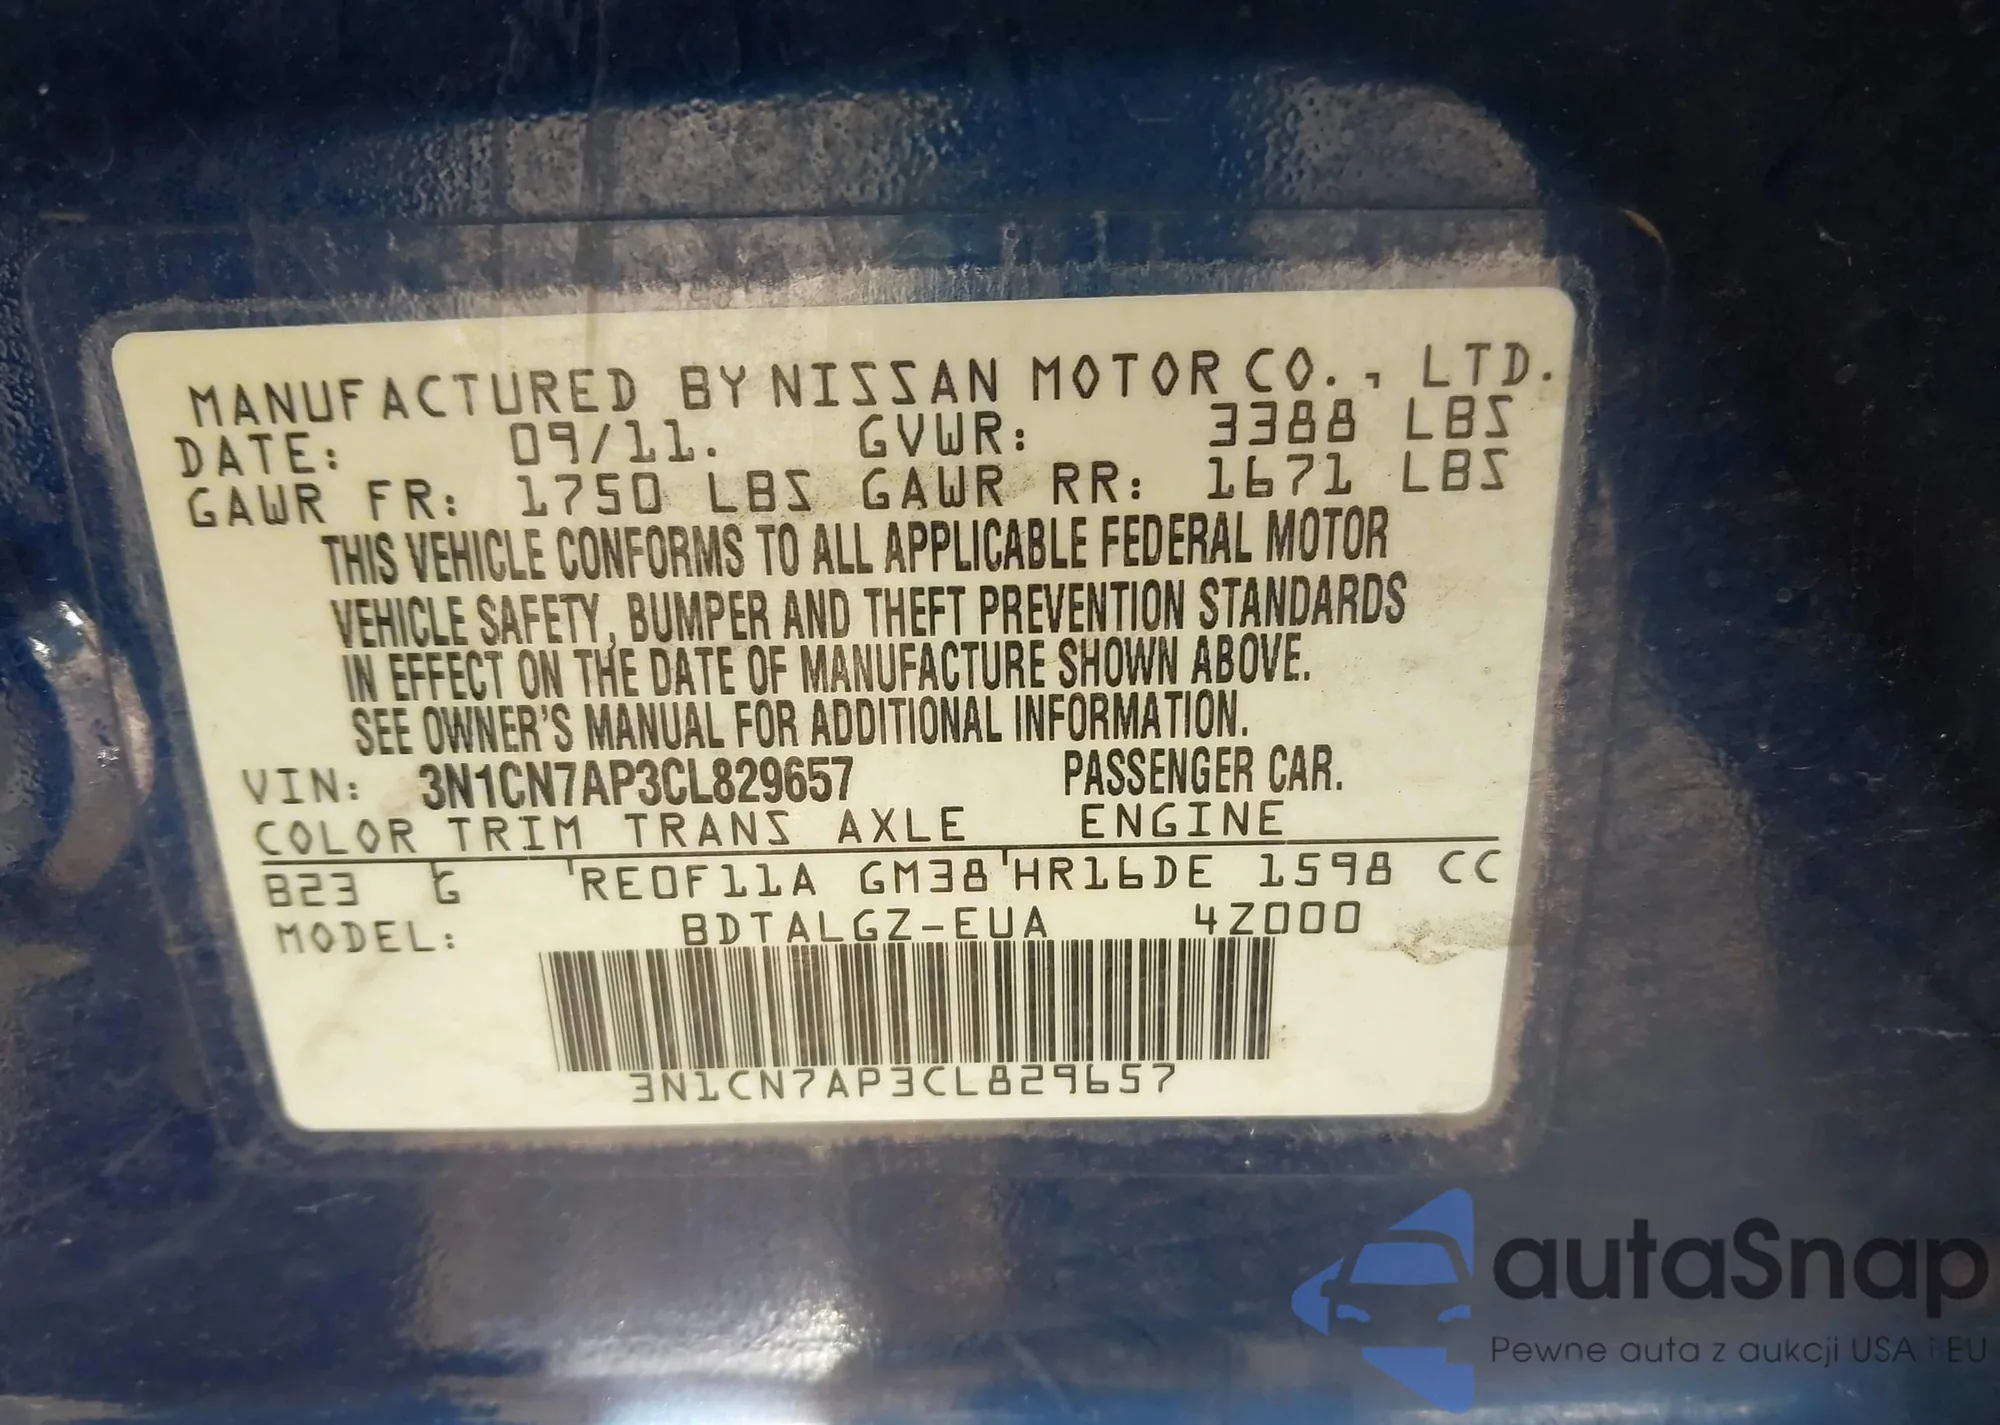 MANUFACTURED BY NISSAN MOTOR CO., LTD.
DATE: 09/11. GVWR: 3388 LBS
GAWR FR: 1750 LBS GAWR RR: 1671 LBS
THIS VEHICLE CONFORMS TO ALL APPLICABLE FEDERAL MOTOR
VEHICLE SAFETY, BUMPER AND THEFT PREVENTION STANDARDS
IN EFFECT ON THE DATE OF MANUFACTURE SHOWN ABOVE.
SEE OWNER'S MANUAL FOR ADDITIONAL INFORMATION.
VIN: 3N1CN7AP3CL829657 PASSENGER CAR.
COLOR TRIM TRANS AXLE ENGINE
B23 G RE0F11A GM38 HR16DE 1598 CC
MODEL: BDTALGZ-EUA 4Z000
3N1CN7AP3CL829657
autaSnap
Pewne auta z aukcji USA i EU